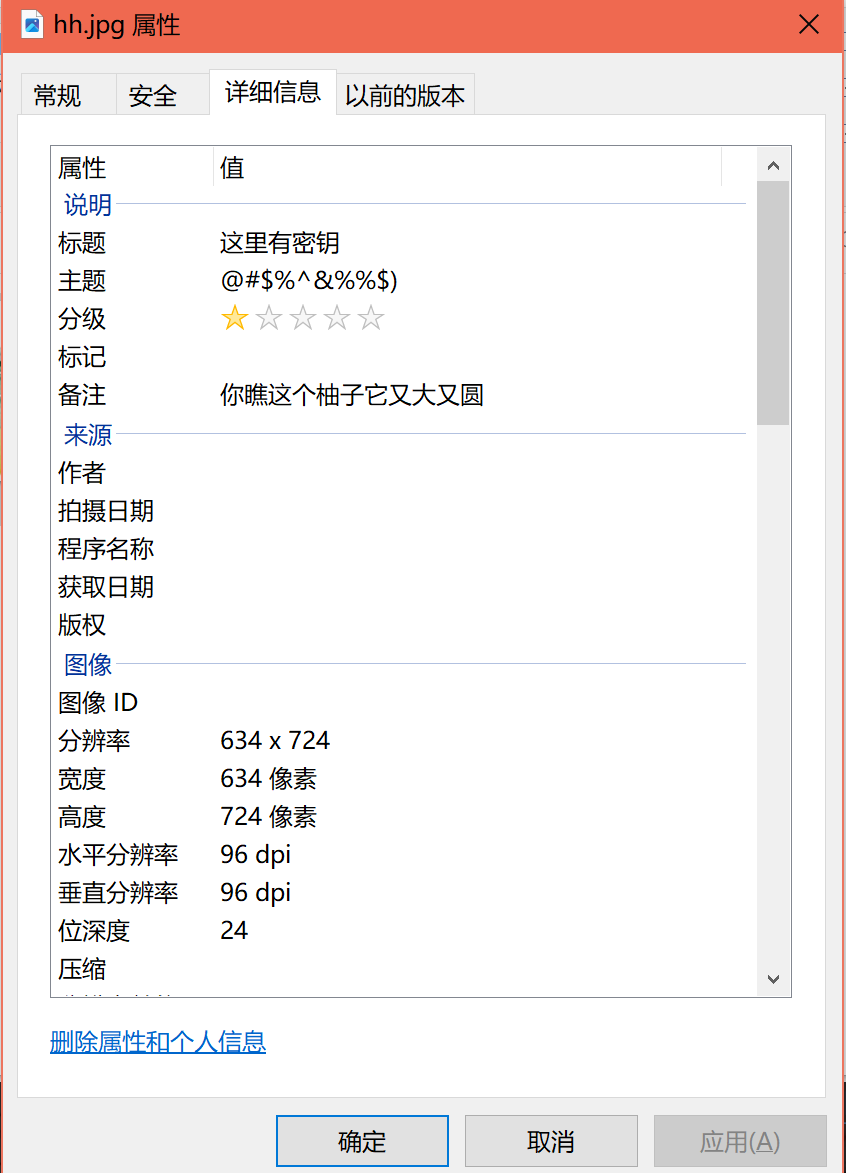 hh.jpg 属性
常规 安全 详细信息 以前的版本
属性 值
说明
标题 这里有密钥
主题 @#$%^&%%$)
分级
标记
备注 你瞧这个柚子它又大又圆
来源
作者
拍摄日期
程序名称
获取日期
版权
图像
图像 ID
分辨率 634 x 724
宽度 634 像素
高度 724 像素
水平分辨率 96 dpi
垂直分辨率 96 dpi
位深度 24
压缩
删除属性和个人信息
确定 取消 应用(A)